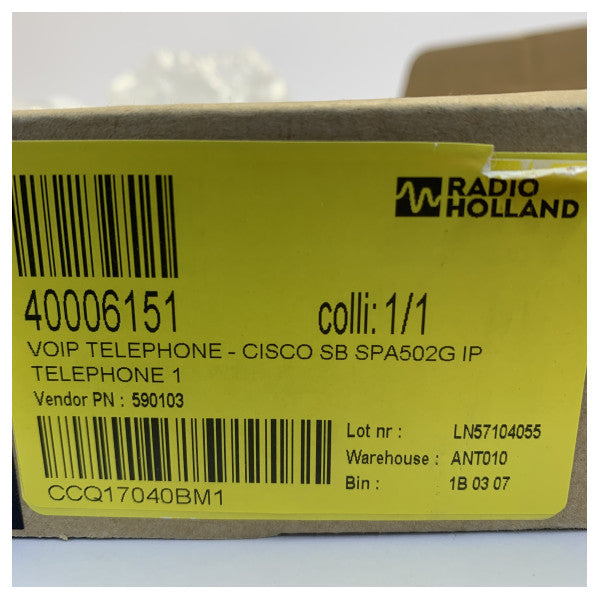 RADIO
HOLLAND
40006151 colli: 1/1
VOIP TELEPHONE - CISCO SB SPA502G IP
TELEPHONE 1
Vendor PN : 590103
Lot nr : LN57104055
Warehouse : ANT010
Bin : 1B 03 07
CCQ17040BM1